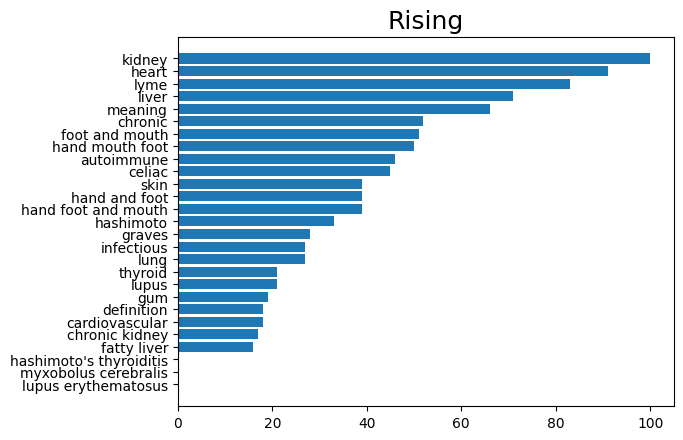 Rising
kidney
heart
lyme
liver
meaning
chronic
foot and mouth
hand mouth foot
autoimmune
celiac
skin
hand and foot
hand foot and mouth
hashimoto
graves
infectious
lung
thyroid
lupus
gum
definition
cardiovascular
chronic kidney
fatty liver
hashimoto's thyroiditis
myxobolus cerebralis
lupus erythematosus
0 20 40 60 80 100